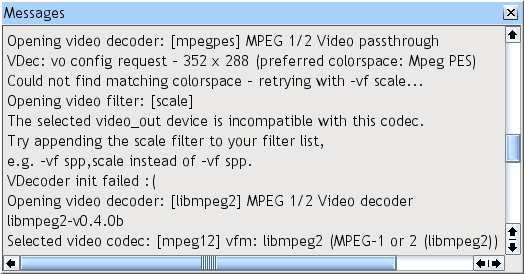 Messages
Opening video decoder: [mpegpes] MPEG 1/2 Video passthrough
VDec: vo config request - 352 x 288 (preferred colorspace: Mpeg PES)
Could not find matching colorspace - retrying with -vf scale...
Opening video filter: [scale]
The selected video_out device is incompatible with this codec.
Try appending the scale filter to your filter list,
e.g. -vf spp,scale instead of -vf spp.
VDecoder init failed :(
Opening video decoder: [libmpeg2] MPEG 1/2 Video decoder
libmpeg2-v0.4.0b
Selected video codec: [mpeg12] vfm: libmpeg2 (MPEG-1 or 2 (libmpeg2))